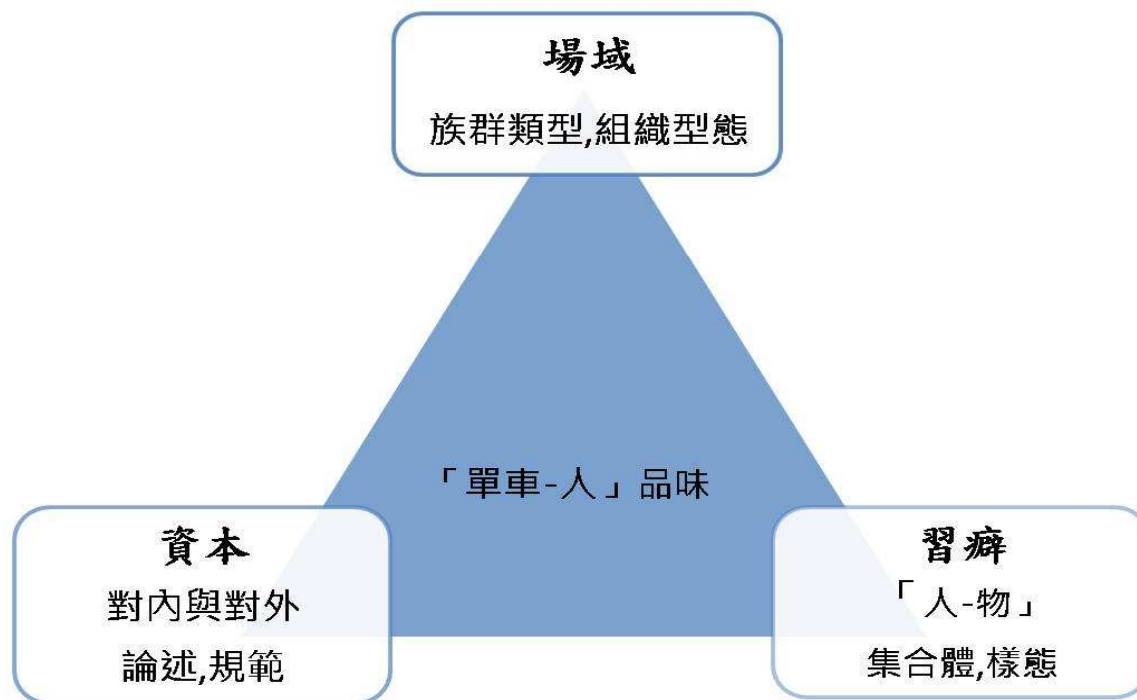 場域
族群類型,組織型態
「單車-人」品味
資本
對內與對外
論述,規範
習癖
「人-物」
集合體,樣態